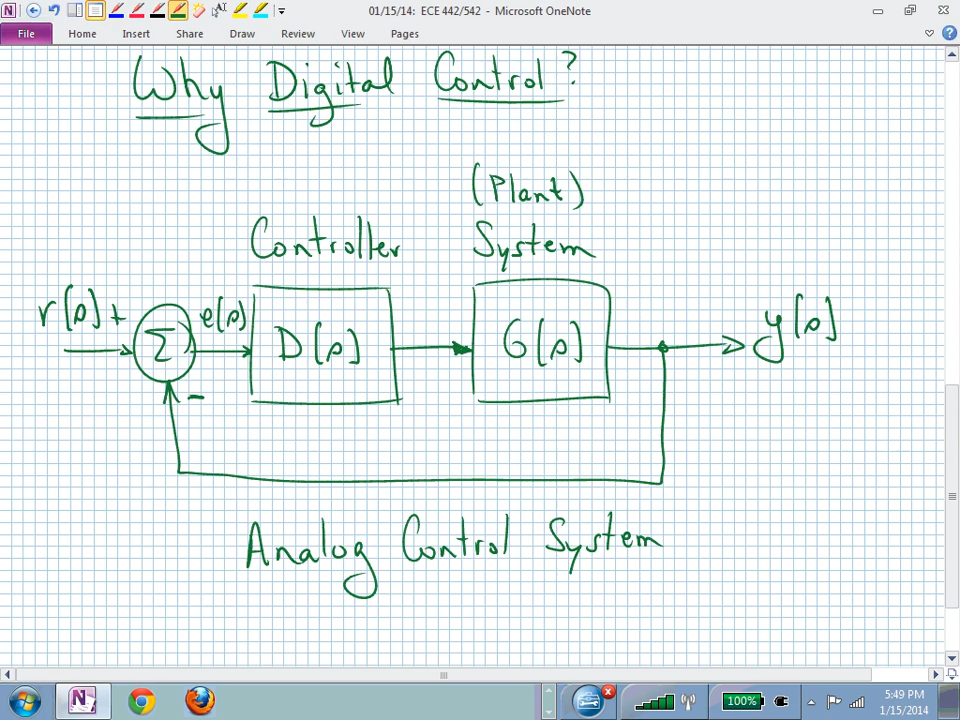 01/15/14: ECE 442/542 - Microsoft OneNote
File Home Insert Share Draw Review View Pages
Why Digital Control?
(Plant)
Controller System
r(s) + Σ e(s) D(s) G(s) y(s)
-
Analog Control System
100% 5:49 PM
1/15/2014